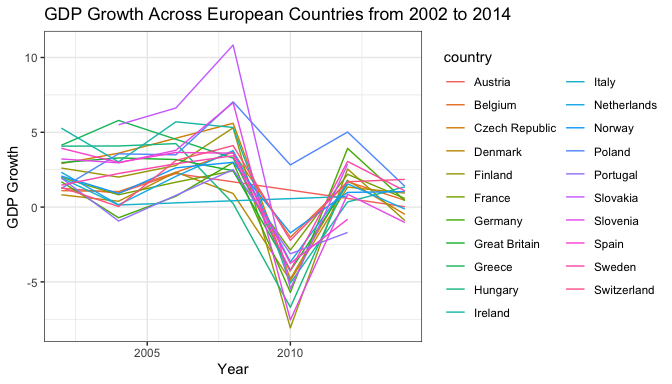 GDP Growth Across European Countries from 2002 to 2014
10
5
0
-5
GDP Growth
2005
2010
Year
country
Austria
Belgium
Czech Republic
Denmark
Finland
France
Germany
Great Britain
Greece
Hungary
Ireland
Italy
Netherlands
Norway
Poland
Portugal
Slovakia
Slovenia
Spain
Sweden
Switzerland